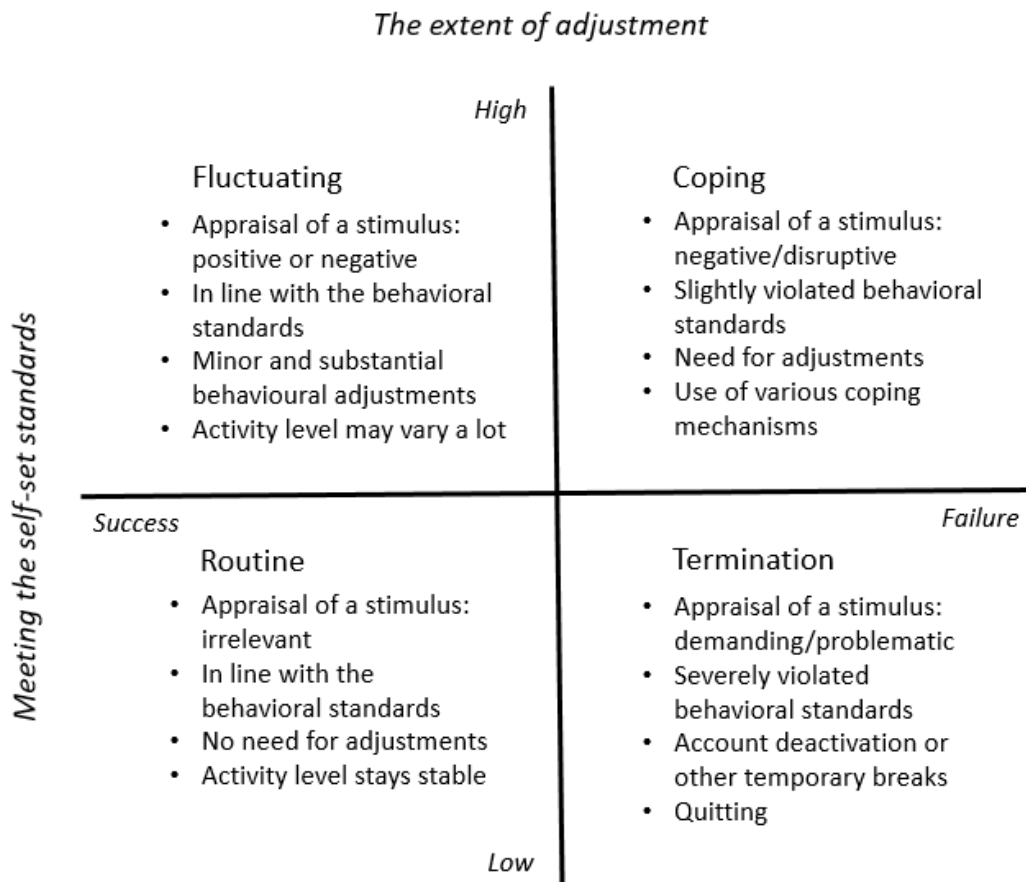 The extent of adjustment
High
Fluctuating
• Appraisal of a stimulus:
positive or negative
• In line with the behavioral
standards
• Minor and substantial
behavioural adjustments
• Activity level may vary a lot
Coping
• Appraisal of a stimulus:
negative/disruptive
• Slightly violated behavioral
standards
• Need for adjustments
• Use of various coping
mechanisms
Meeting the self-set standards
Success
Failure
Routine
• Appraisal of a stimulus:
irrelevant
• In line with the
behavioral standards
• No need for adjustments
• Activity level stays stable
Termination
• Appraisal of a stimulus:
demanding/problematic
• Severely violated
behavioral standards
• Account deactivation or
other temporary breaks
• Quitting
Low